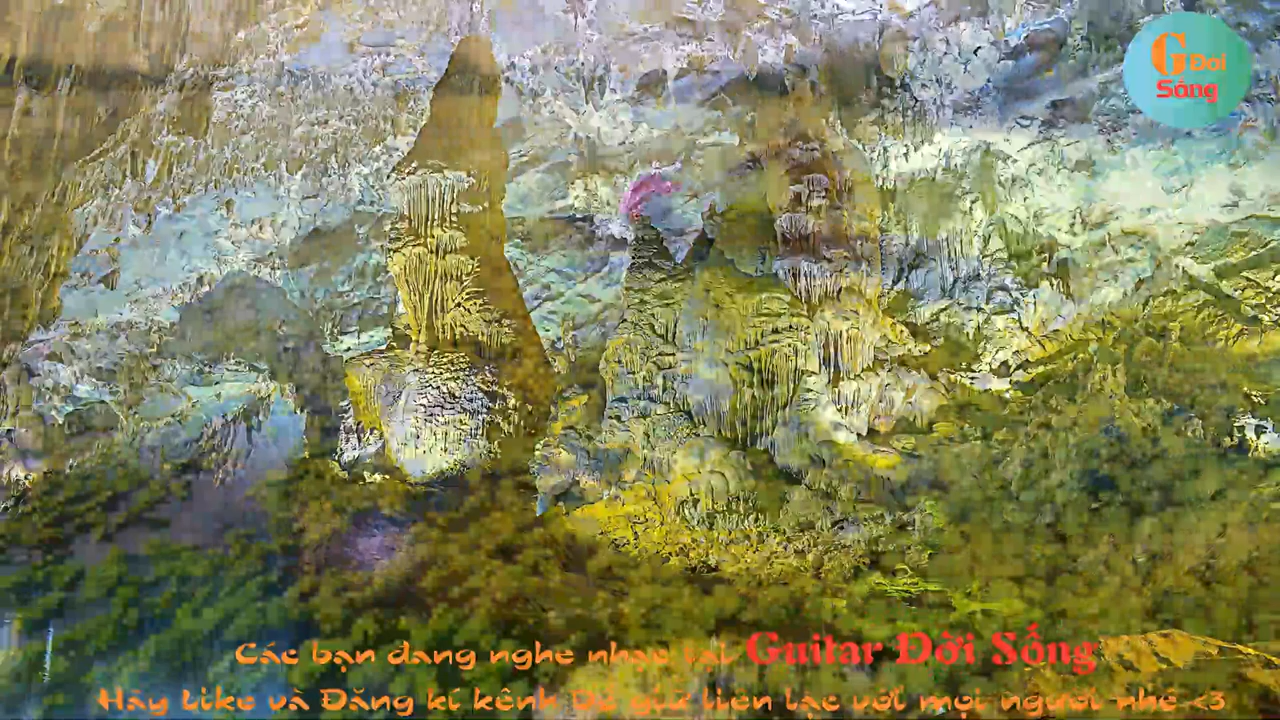 G Đời
Sống
Các bạn đang nghe nhạc tại Guitar Đời Sống
Hãy Like và Đăng kí kênh Để giữ liên lạc với mọi người nhé <3